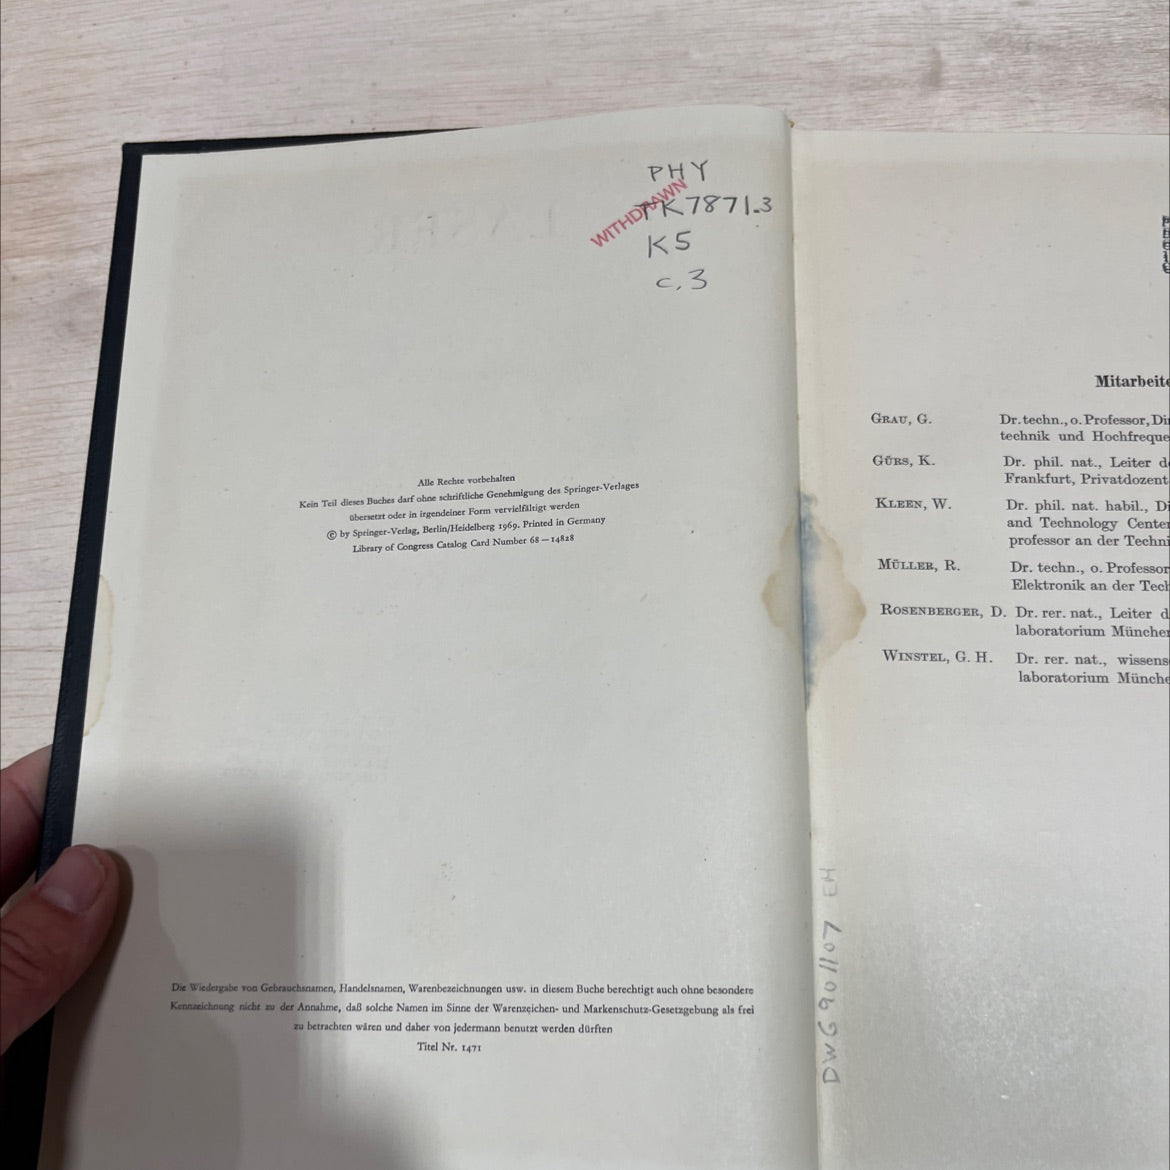 PHY
WITHDRAWN
TK7871.3
K5
c.3
Alle Rechte vorbehalten
Kein Teil dieses Buches darf ohne schriftliche Genehmigung des Springer-Verlages
übersetzt oder in irgendeiner Form vervielfältigt werden
© by Springer-Verlag, Berlin/Heidelberg 1969. Printed in Germany
Library of Congress Catalog Card Number 68—14828
Die Wiedergabe von Gebrauchsnamen, Handelsnamen, Warenbezeichnungen usw. in diesem Buche berechtigt auch ohne besondere
Kennzeichnung nicht zu der Annahme, daß solche Namen im Sinne der Warenzeichen- und Markenschutz-Gesetzgebung als frei
zu betrachten wären und daher von jedermann benutzt werden dürften
Titel Nr. 1471
Mitarbeite
Grau, G. Dr. techn., o. Professor, Di
technik und Hochfreque
Gürs, K. Dr. phil. nat., Leiter d
Frankfurt, Privatdozent
Kleen, W. Dr. phil. nat. habil., Di
and Technology Center
professor an der Techni
Müller, R. Dr. techn., o. Professor
Elektronik an der Tech
Rosenberger, D. Dr. rer. nat., Leiter d
laboratorium München
Winstel, G. H. Dr. rer. nat., wissens
laboratorium Münche
DWG 901107 EH